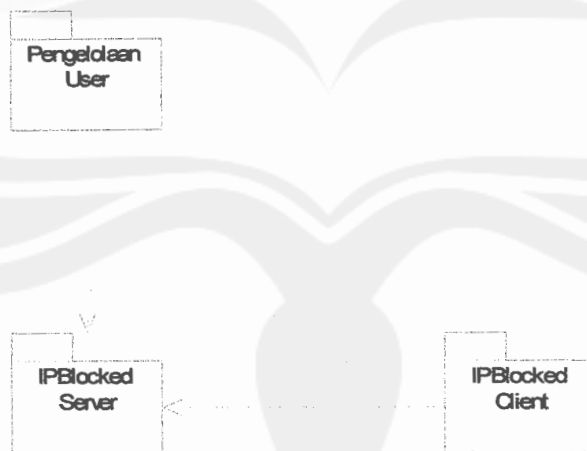 Pengelolaan
User
IPBlocked
Server
IPBlocked
Client